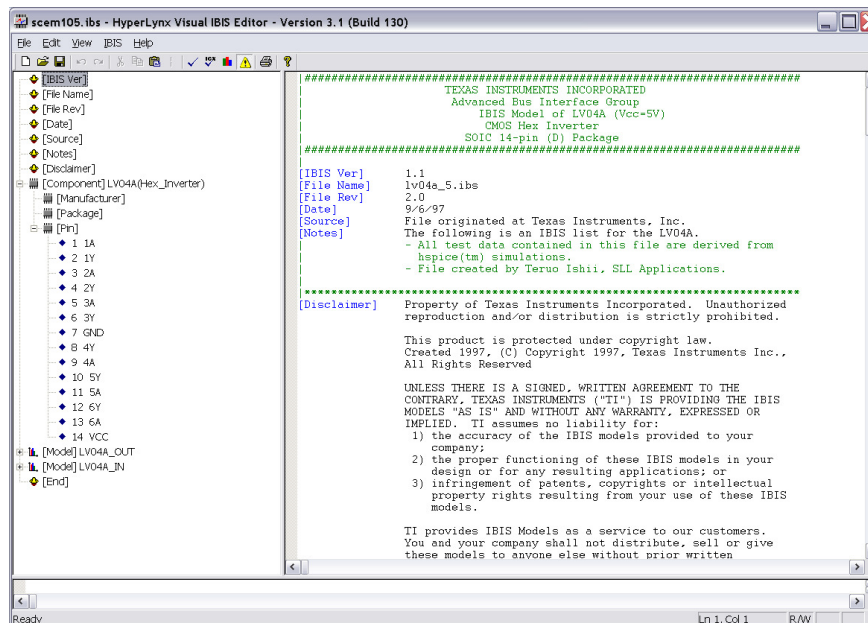 scem105.ibs - HyperLynx Visual IBIS Editor - Version 3.1 (Build 130)
File Edit View IBIS Help
[IBIS Ver]
[File Name]
[File Rev]
[Date]
[Source]
[Notes]
[Disclaimer]
[Component] LV04A(Hex_Inverter)
[Manufacturer]
[Package]
[Pin]
1 1A
2 1Y
3 2A
4 2Y
5 3A
6 3Y
7 GND
8 4Y
9 4A
10 5Y
11 5A
12 6Y
13 6A
14 VCC
[Model] LV04A_OUT
[Model] LV04A_IN
[End]
|##########################################################################
TEXAS INSTRUMENTS INCORPORATED
Advanced Bus Interface Group
IBIS Model of LV04A (Vcc=5V)
CMOS Hex Inverter
SOIC 14-pin (D) Package
|##########################################################################
|
[IBIS Ver] 1.1
[File Name] lv04a_5.ibs
[File Rev] 2.0
[Date] 9/6/97
[Source] File originated at Texas Instruments, Inc.
[Notes] The following is an IBIS list for the LV04A.
| - All test data contained in this file are derived from
| hspice(tm) simulations.
| - File created by Teruo Ishii, SLL Applications.
|
|**************************************************************************
[Disclaimer] Property of Texas Instruments Incorporated. Unauthorized
reproduction and/or distribution is strictly prohibited.
This product is protected under copyright law.
Created 1997, (C) Copyright 1997, Texas Instruments Inc.,
All Rights Reserved
UNLESS THERE IS A SIGNED, WRITTEN AGREEMENT TO THE
CONTRARY, TEXAS INSTRUMENTS ("TI") IS PROVIDING THE IBIS
MODELS "AS IS" AND WITHOUT ANY WARRANTY, EXPRESSED OR
IMPLIED. TI assumes no liability for:
1) the accuracy of the IBIS models provided to your
company;
2) the proper functioning of these IBIS models in your
design or for any resulting applications; or
3) infringement of patents, copyrights or intellectual
property rights resulting from your use of these IBIS
models.
TI provides IBIS Models as a service to our customers.
You and your company shall not distribute, sell or give
these models to anyone else without prior written
Ready Ln 1, Col 1 R/W